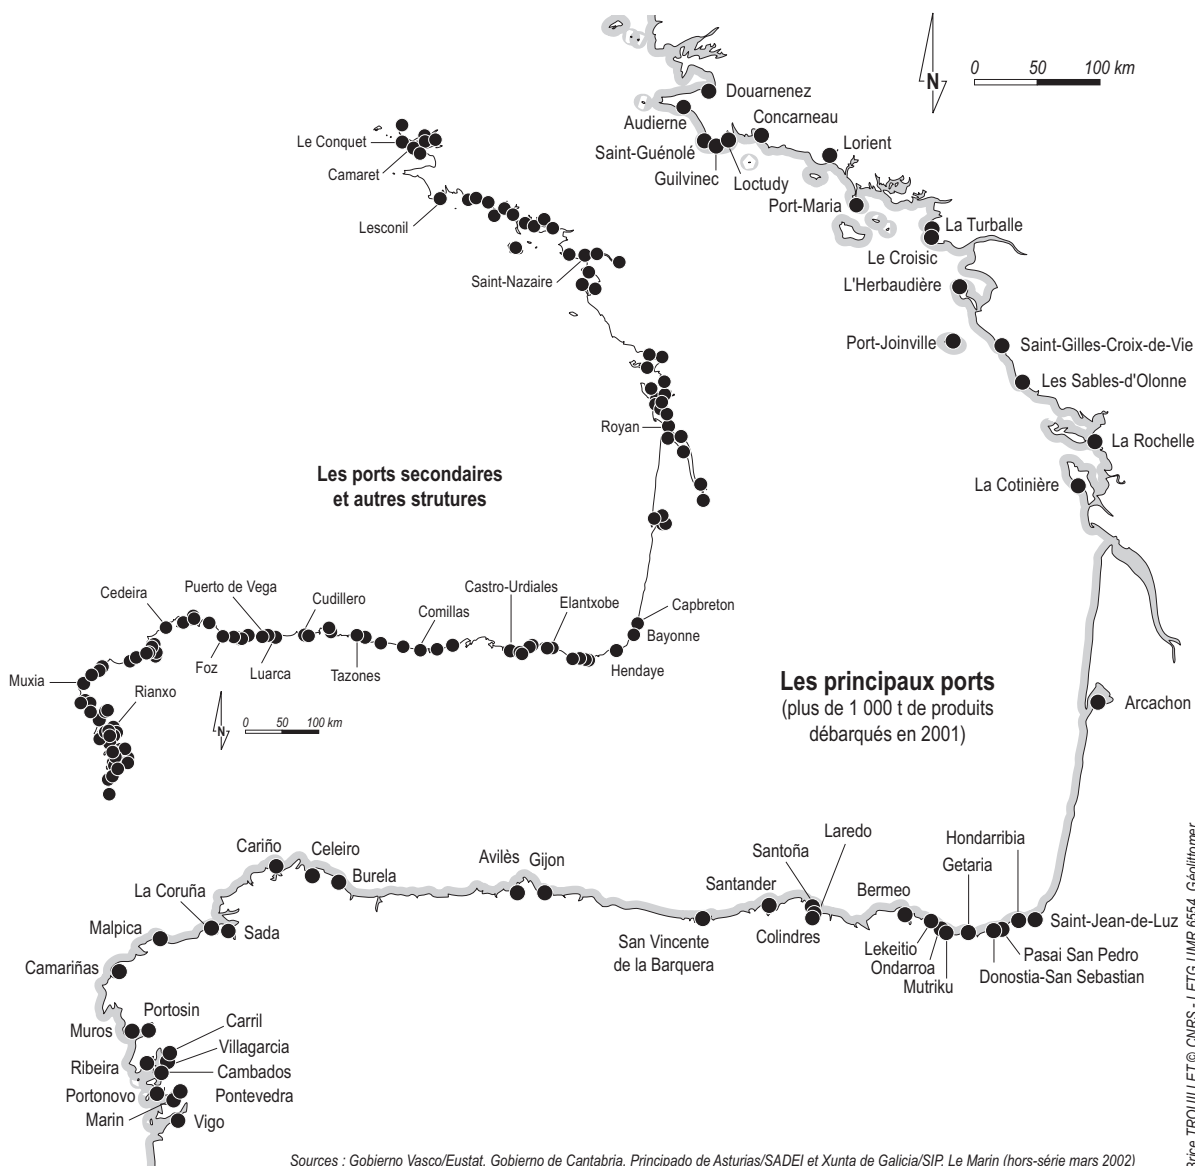 N
0 50 100 km
Douarnenez
Audierne
Concarneau
Saint-Guénolé
Lorient
Guilvinec
Loctudy
Port-Maria
La Turballe
Le Croisic
L'Herbaudière
Port-Joinville
Saint-Gilles-Croix-de-Vie
Les Sables-d'Olonne
La Rochelle
La Cotinière
Arcachon
Le Conquet
Camaret
Lesconil
Saint-Nazaire
Royan
Les ports secondaires
et autres strutures
Cedeira
Puerto de Vega
Cudillero
Comillas
Castro-Urdiales
Elantxobe
Capbreton
Bayonne
Hendaye
Foz
Luarca
Tazones
Muxia
Rianxo
N
0 50 100 km
Les principaux ports
(plus de 1 000 t de produits
débarqués en 2001)
Cariño
Celeiro
Burela
Avilès
Gijon
Santander
Santoña
Laredo
Bermeo
Getaria
Hondarribia
Saint-Jean-de-Luz
La Coruña
Sada
Malpica
Camariñas
San Vincente
de la Barquera
Colindres
Lekeitio
Ondarroa
Mutriku
Pasai San Pedro
Donostia-San Sebastian
Muros
Portosin
Carril
Villagarcia
Ribeira
Cambados
Portonovo
Pontevedra
Marin
Vigo
Sources : Gobierno Vasco/Eustat, Gobierno de Cantabria, Principado de Asturias/SADEI et Xunta de Galicia/SIP, Le Marin (hors-série mars 2002)
TROUILLET © CNRS - LETG UMR 6554, Géolittomer